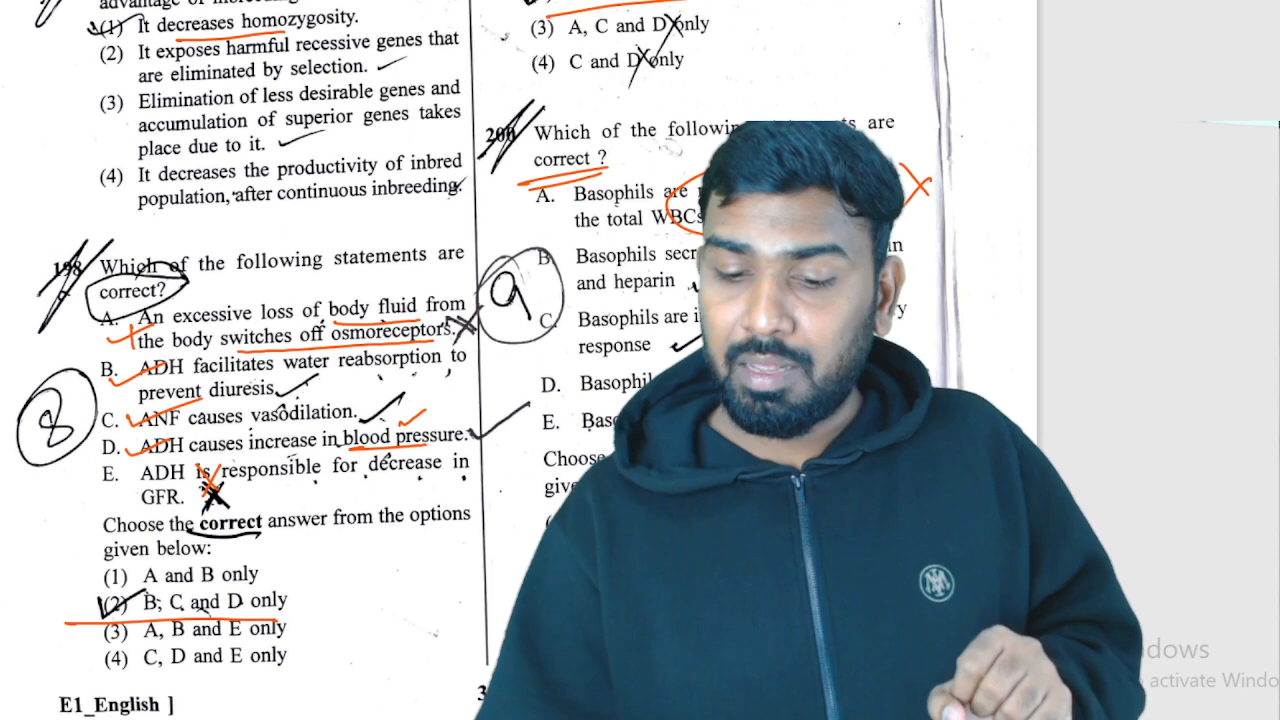 advantage of
(1) It decreases homozygosity.
(2) It exposes harmful recessive genes that
are eliminated by selection.
(3) Elimination of less desirable genes and
accumulation of superior genes takes
place due to it.
(4) It decreases the productivity of inbred
population, after continuous inbreeding.
198 Which of the following statements are
correct?
A. An excessive loss of body fluid from
the body switches off osmoreceptors.
B. ADH facilitates water reabsorption to
prevent diuresis.
C. ANF causes vasodilation.
D. ADH causes increase in blood pressure.
E. ADH is responsible for decrease in
GFR.
8
Choose the correct answer from the options
given below:
(1) A and B only
(2) B, C and D only
(3) A, B and E only
(4) C, D and E only
E1_English ]
3
(3) A, C and D only
(4) C and D only
200 Which of the are
correct ?
A. Basophils are
the total WBCs
B. Basophils
and heparin
9
C. Basophils are
response
D.
E.
Choose
dows
activate